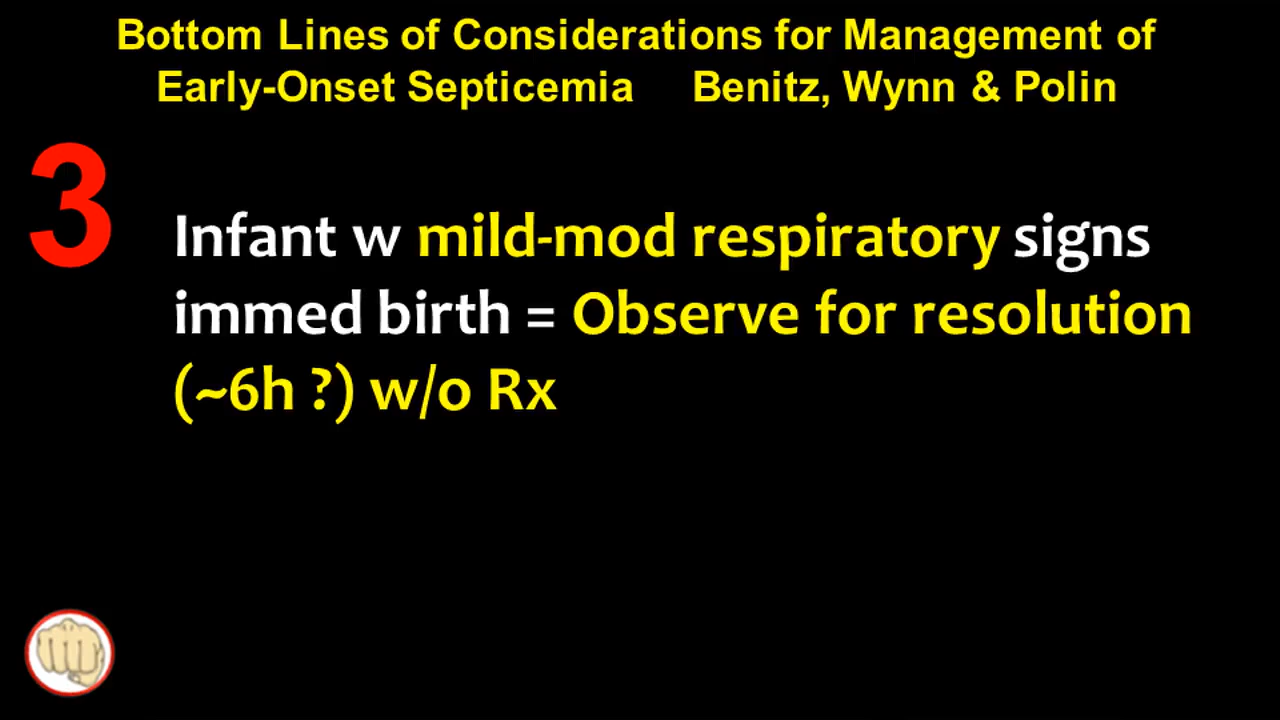 Bottom Lines of Considerations for Management of
Early-Onset Septicemia Benitz, Wynn & Polin
3
Infant w mild-mod respiratory signs
immed birth = Observe for resolution
(~6h ?) w/o Rx